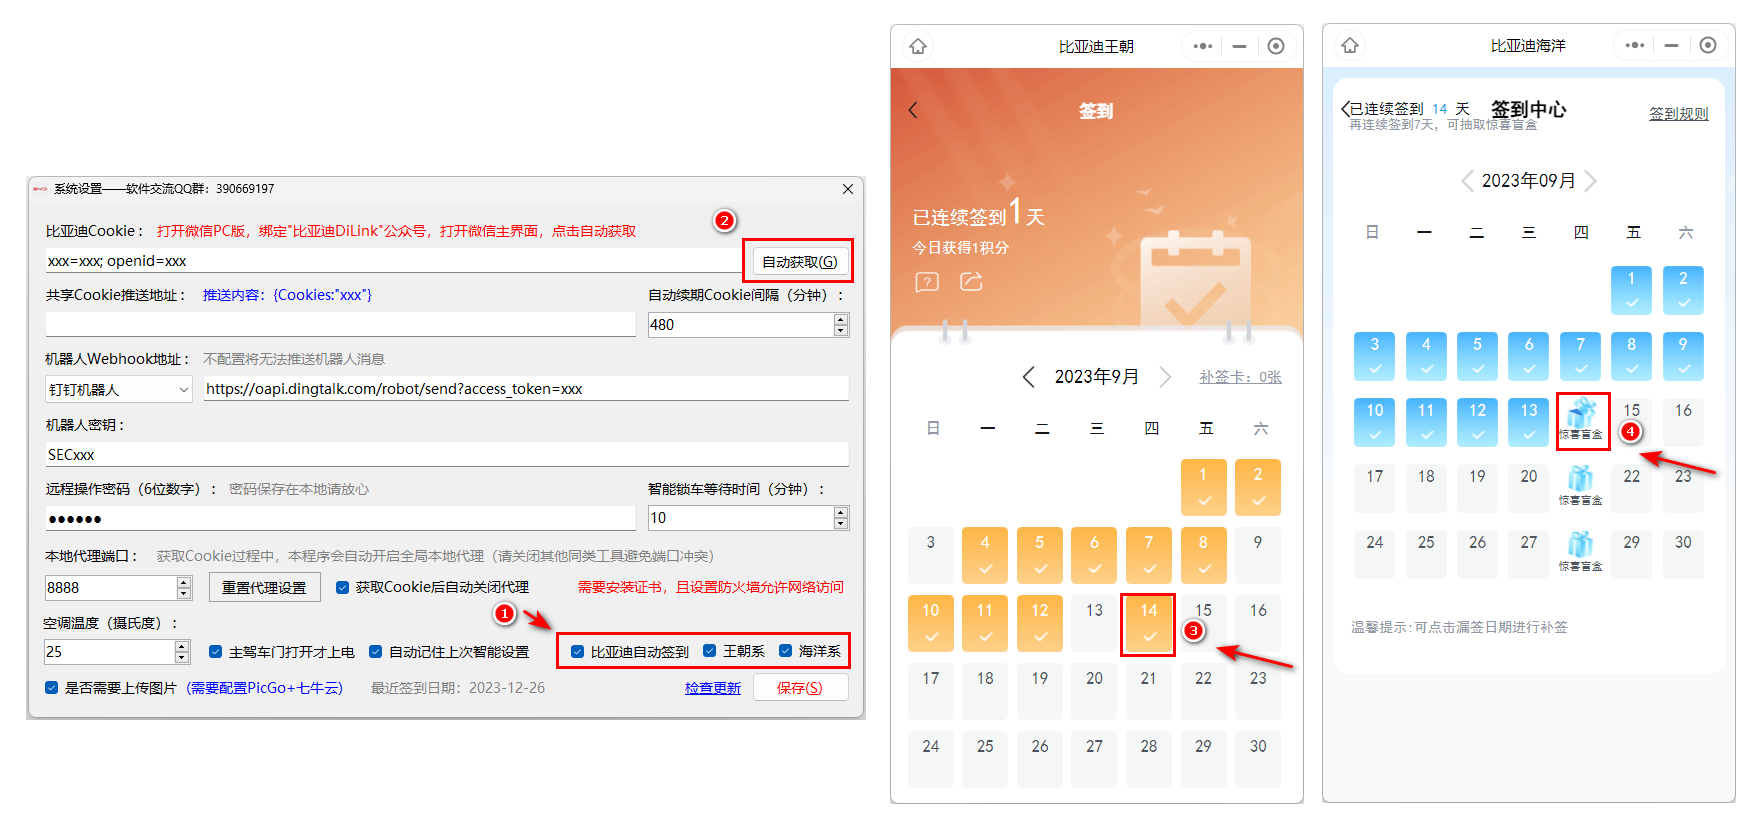 BYD 系统设置——软件交流QQ群：390669197
比亚迪Cookie： 打开微信PC版，绑定"比亚迪DiLink"公众号，打开微信主界面，点击自动获取
2
xxx=xxx; openid=xxx
自动获取(G)
共享Cookie推送地址： 推送内容：{Cookies:"xxx"}
自动续期Cookie间隔（分钟）：
480
机器人Webhook地址： 不配置将无法推送机器人消息
钉钉机器人
https://oapi.dingtalk.com/robot/send?access_token=xxx
机器人密钥：
SECxxx
远程操作密码（6位数字）： 密码保存在本地请放心
智能锁车等待时间（分钟）：
●●●●●●
10
本地代理端口： 获取Cookie过程中，本程序会自动开启全局本地代理（请关闭其他同类工具避免端口冲突）
8888
重置代理设置
获取Cookie后自动关闭代理
需要安装证书，且设置防火墙允许网络访问
1
空调温度（摄氏度）：
25
主驾车门打开才上电
自动记住上次智能设置
比亚迪自动签到
王朝系
海洋系
是否需要上传图片 (需要配置PicGo+七牛云)
最近签到日期：2023-12-26
检查更新
保存(S)
比亚迪王朝
签到
已连续签到1天
今日获得1积分
2023年9月
补签卡：0张
日 一 二 三 四 五 六
1 2
3 4 5 6 7 8 9
10 11 12 13 14 15 16
3
17 18 19 20 21 22 23
24 25 26 27 28 29 30
比亚迪海洋
已连续签到 14 天
签到中心
签到规则
再连续签到7天，可抽取惊喜盲盒
2023年09月
日 一 二 三 四 五 六
1 2
3 4 5 6 7 8 9
10 11 12 13 惊喜盲盒 15 16
4
17 18 19 20 惊喜盲盒 22 23
24 25 26 27 惊喜盲盒 29 30
温馨提示:可点击漏签日期进行补签